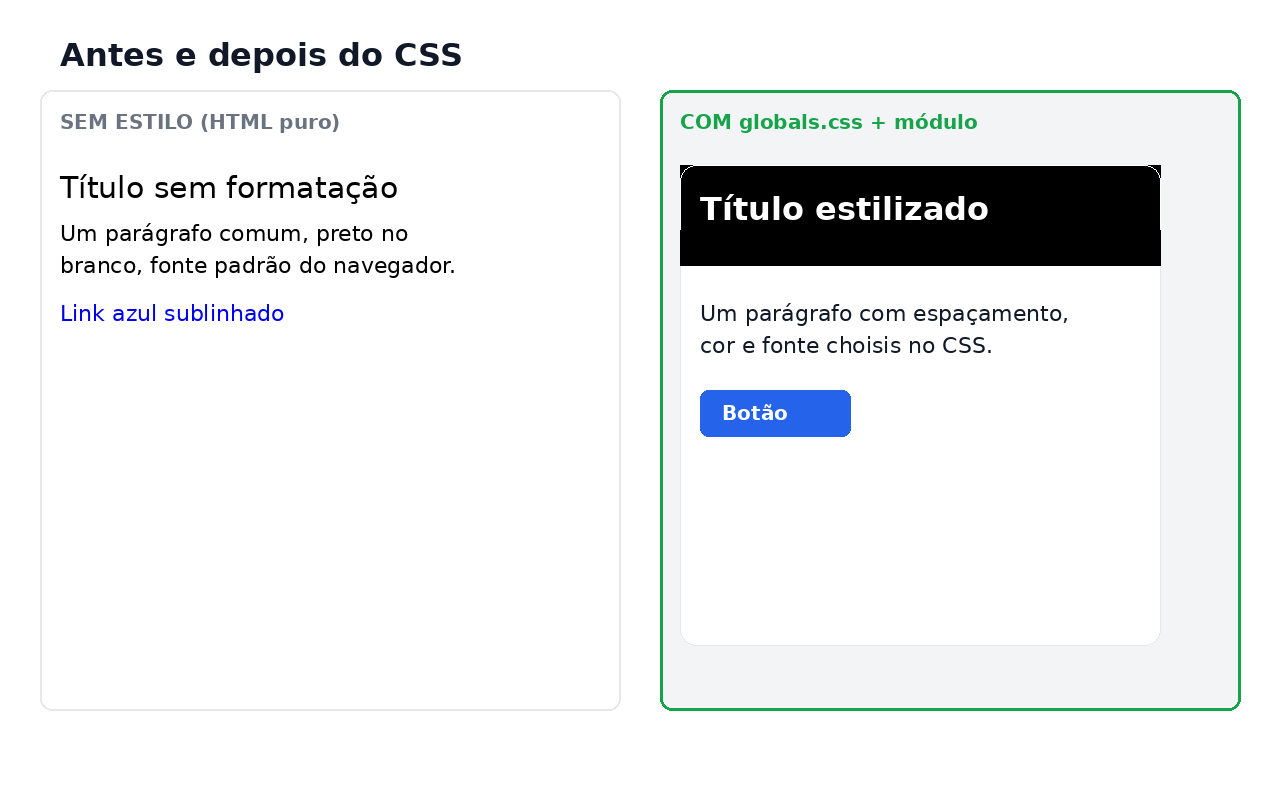 Antes e depois do CSS
SEM ESTILO (HTML puro)
Título sem formatação
Um parágrafo comum, preto no
branco, fonte padrão do navegador.
Link azul sublinhado
COM globals.css + módulo
Título estilizado
Um parágrafo com espaçamento,
cor e fonte choisis no CSS.
Botão